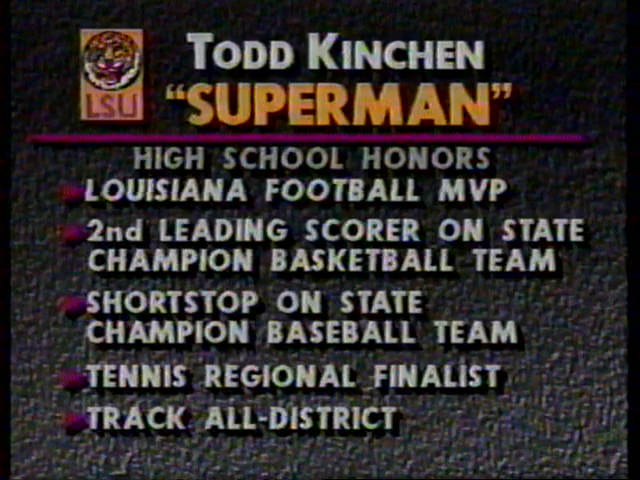 LSU
TODD KINCHEN
"SUPERMAN"
HIGH SCHOOL HONORS
LOUISIANA FOOTBALL MVP
2nd LEADING SCORER ON STATE
CHAMPION BASKETBALL TEAM
SHORTSTOP ON STATE
CHAMPION BASEBALL TEAM
TENNIS REGIONAL FINALIST
TRACK ALL-DISTRICT